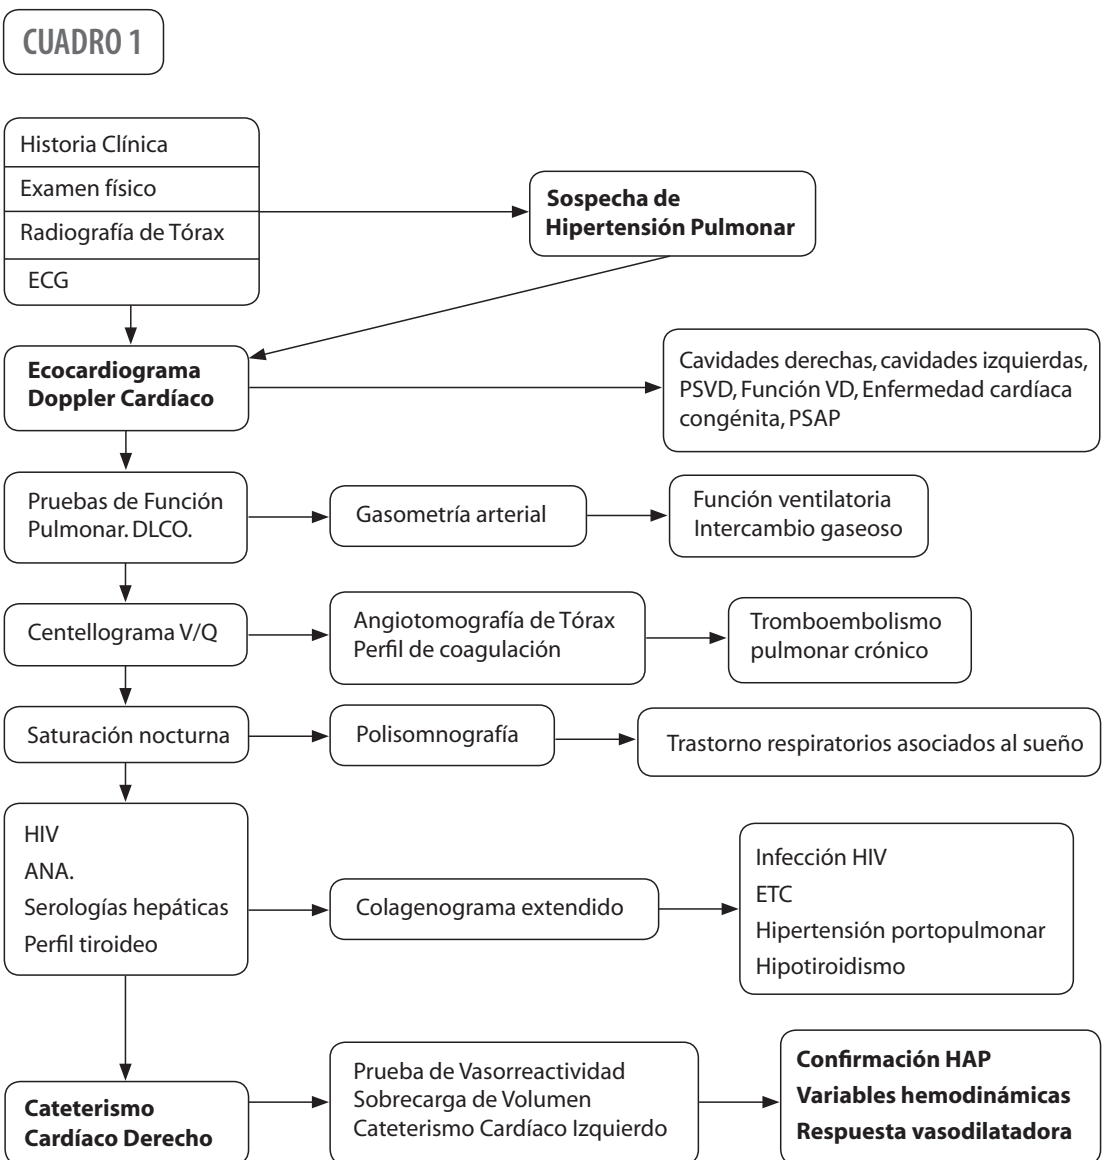 CUADRO 1
Historia Clínica
Examen físico
Radiografía de Tórax
ECG
Sospecha de
Hipertensión Pulmonar
Ecocardiograma
Doppler Cardíaco
Cavidades derechas, cavidades izquierdas,
PSVD, Función VD, Enfermedad cardíaca
congénita, PSAP
Pruebas de Función
Pulmonar. DLCO.
Gasometría arterial
Función ventilatoria
Intercambio gaseoso
Centellograma V/Q
Angiotomografía de Tórax
Perfil de coagulación
Tromboembolismo
pulmonar crónico
Saturación nocturna
Polisomnografía
Trastorno respiratorios asociados al sueño
HIV
ANA.
Serologías hepáticas
Perfil tiroideo
Colagenograma extendido
Infección HIV
ETC
Hipertensión portopulmonar
Hipotiroidismo
Cateterismo
Cardíaco Derecho
Prueba de Vasorreactividad
Sobrecarga de Volumen
Cateterismo Cardíaco Izquierdo
Confirmación HAP
Variables hemodinámicas
Respuesta vasodilatadora